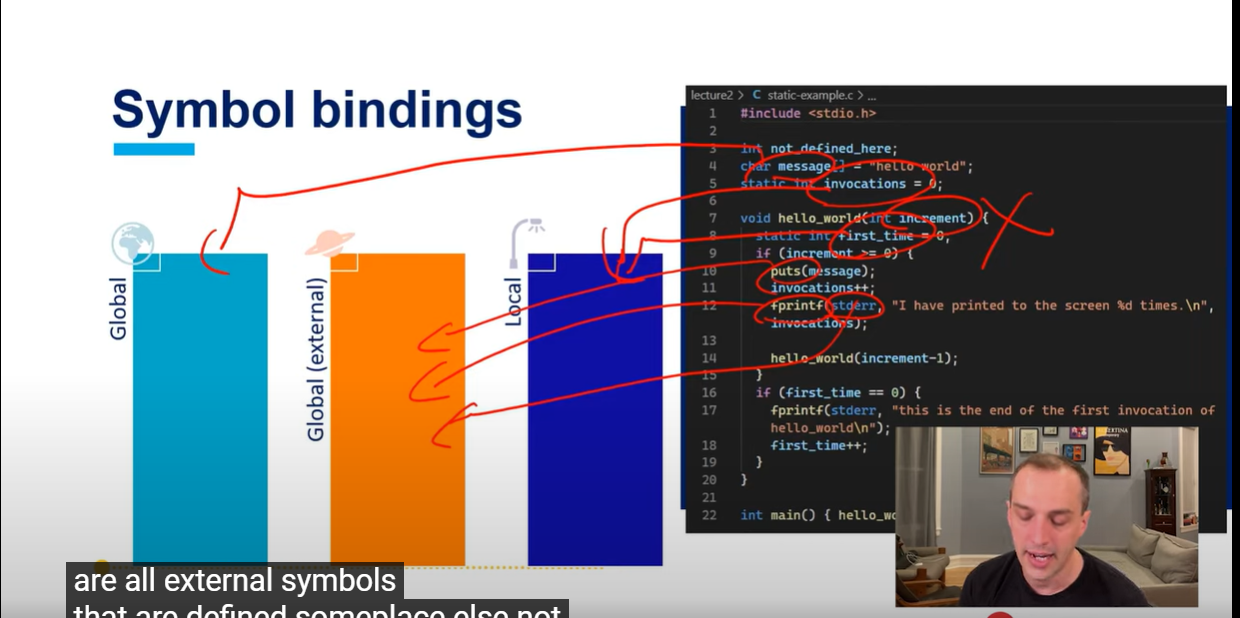 Symbol bindings
Global
Global (external)
Local
lecture2 > C static-example.c > ...
1 #include <stdio.h>
2
3 int not_defined_here;
4 char message[] = "hello world";
5 static int invocations = 0;
6
7 void hello_world(int increment) {
8 static int first_time = 0;
9 if (increment >= 0) {
10 puts(message);
11 invocations++;
12 fprintf(stderr, "I have printed to the screen %d times.\n",
invocations);
13
14 hello_world(increment-1);
15 }
16 if (first_time == 0) {
17 fprintf(stderr, "this is the end of the first invocation of
hello_world\n");
18 first_time++;
19 }
20 }
21
22 int main() { hello_wo
are all external symbols
that are defined someplace else not